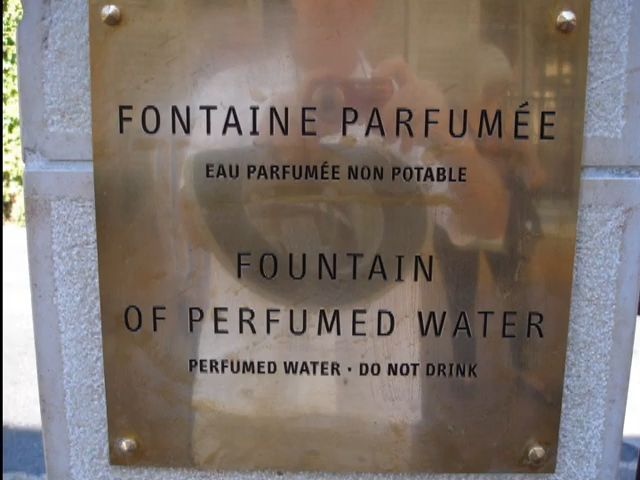 FONTAINE PARFUMÉE
EAU PARFUMÉE NON POTABLE
FOUNTAIN
OF PERFUMED WATER
PERFUMED WATER · DO NOT DRINK